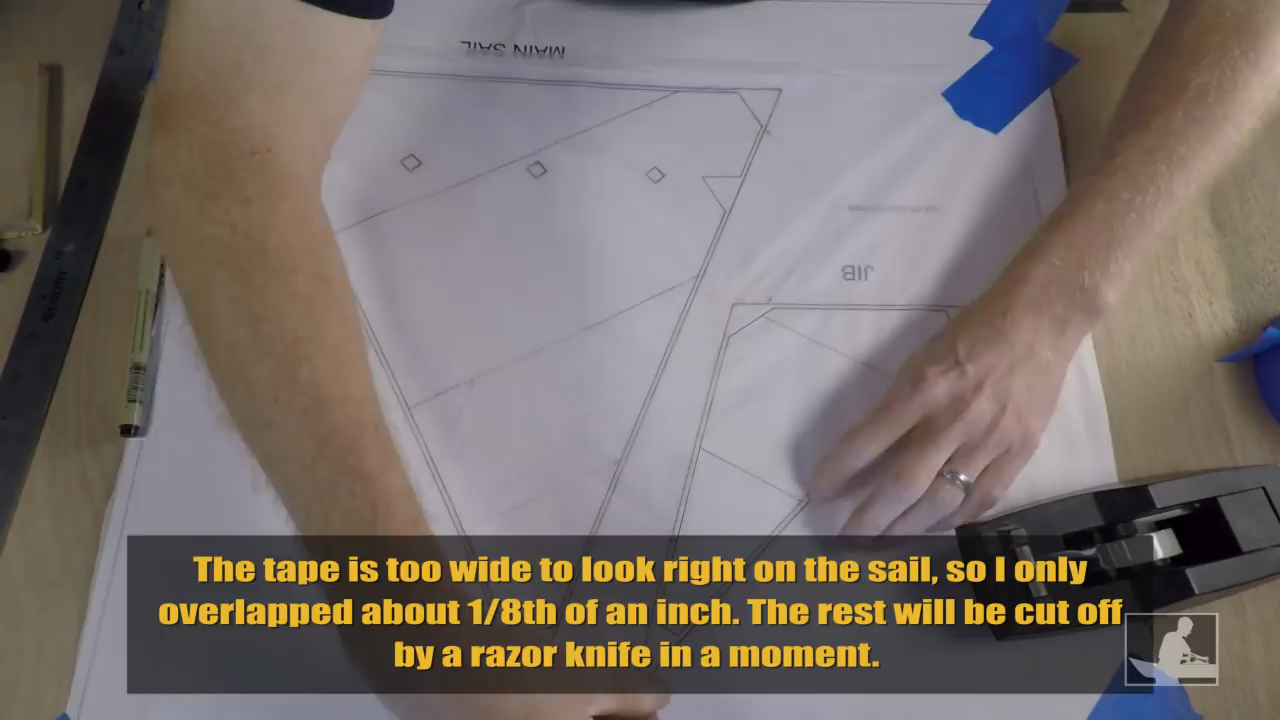 MAIN SAIL
JIB
The tape is too wide to look right on the sail, so I only
overlapped about 1/8th of an inch. The rest will be cut off
by a razor knife in a moment.